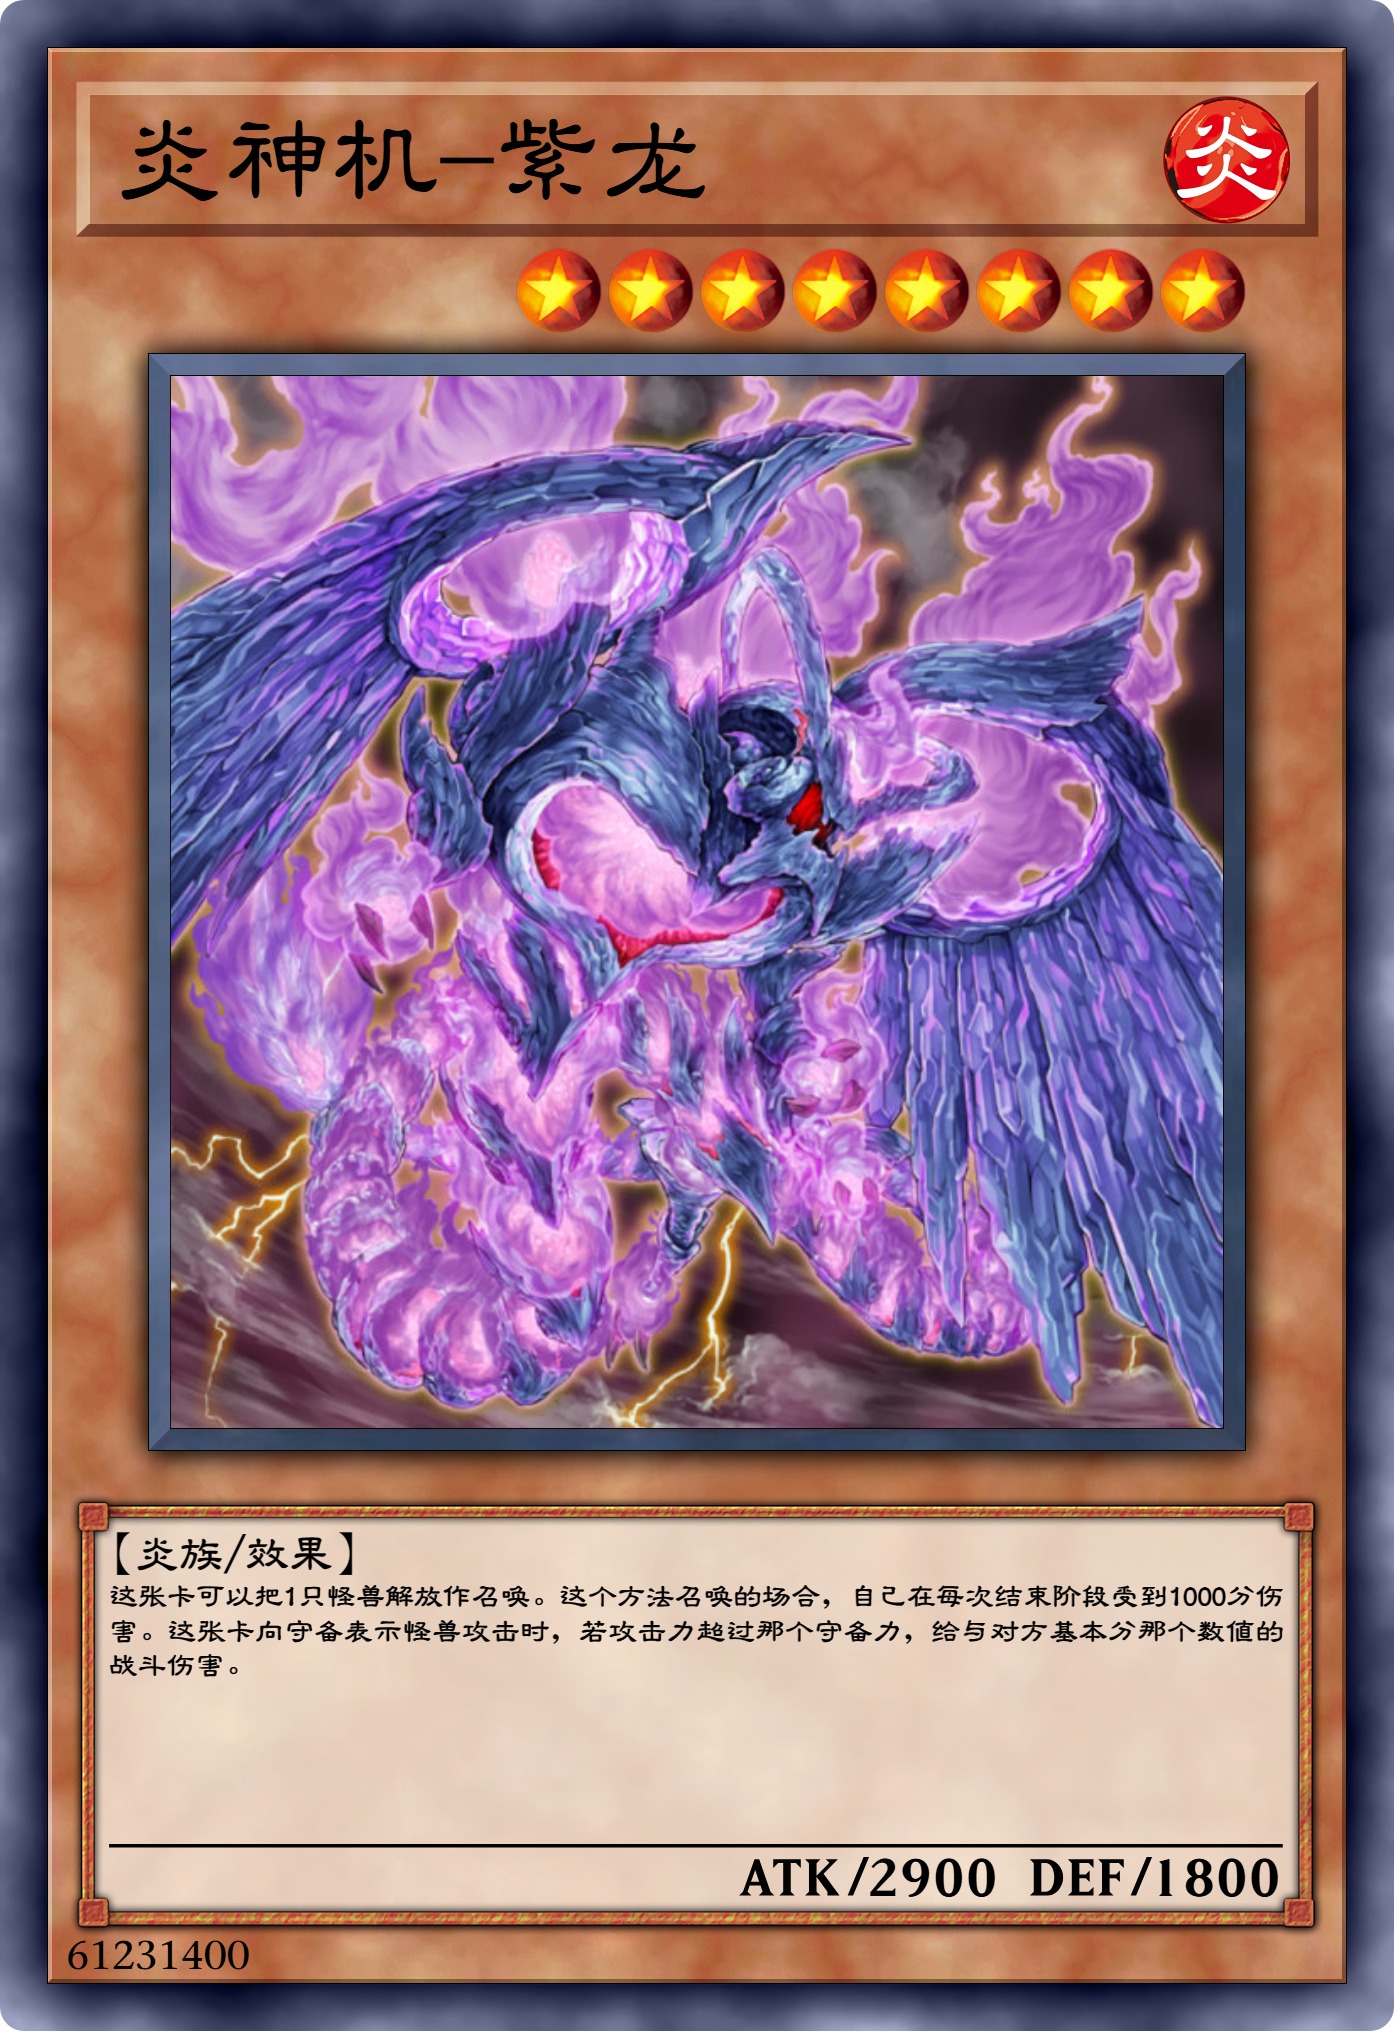 炎神机-紫龙
炎
【炎族/效果】
这张卡可以把1只怪兽解放作召唤。这个方法召唤的场合，自己在每次结束阶段受到1000分伤
害。这张卡向守备表示怪兽攻击时，若攻击力超过那个守备力，给与对方基本分那个数值的
战斗伤害。
ATK/2900 DEF/1800
61231400